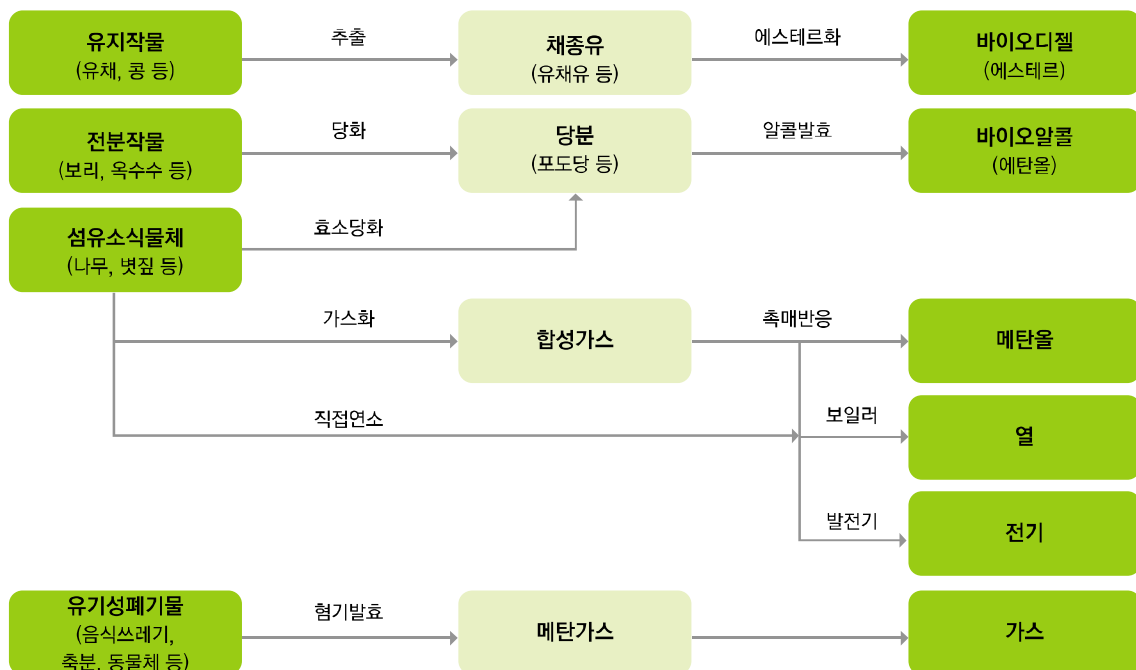 유지작물
(유채, 콩 등)
추출
채종유
(유채유 등)
에스테르화
바이오디젤
(에스테르)
전분작물
(보리, 옥수수 등)
당화
당분
(포도당 등)
알콜발효
바이오알콜
(에탄올)
섬유소식물체
(나무, 볏짚 등)
효소당화
가스화
합성가스
촉매반응
메탄올
직접연소
보일러
열
발전기
전기
유기성폐기물
(음식쓰레기,
축분, 동물체 등)
혐기발효
메탄가스
가스